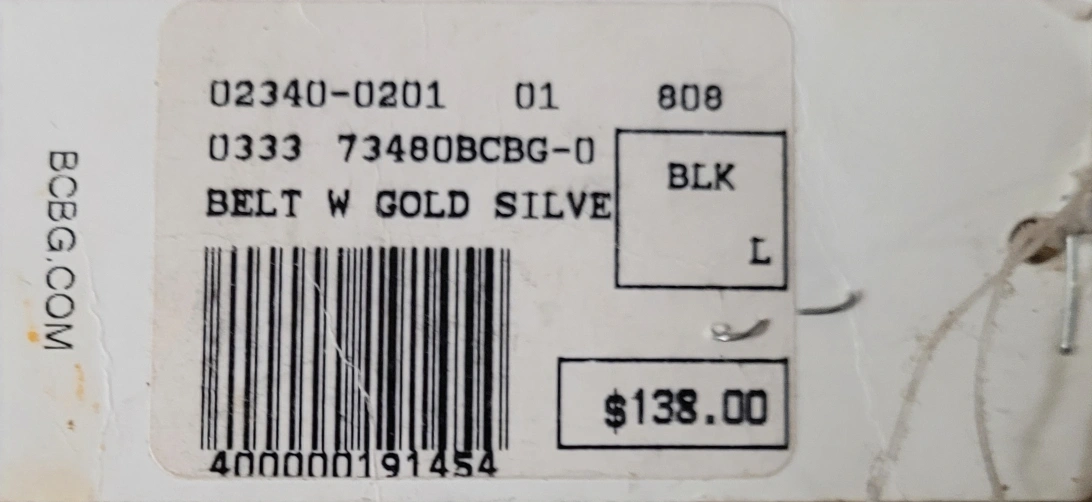 BCBG.COM
02340-0201 01 808
0333 73480BCBG-0
BELT W GOLD SILVE
BLK
L
$138.00
400000191454